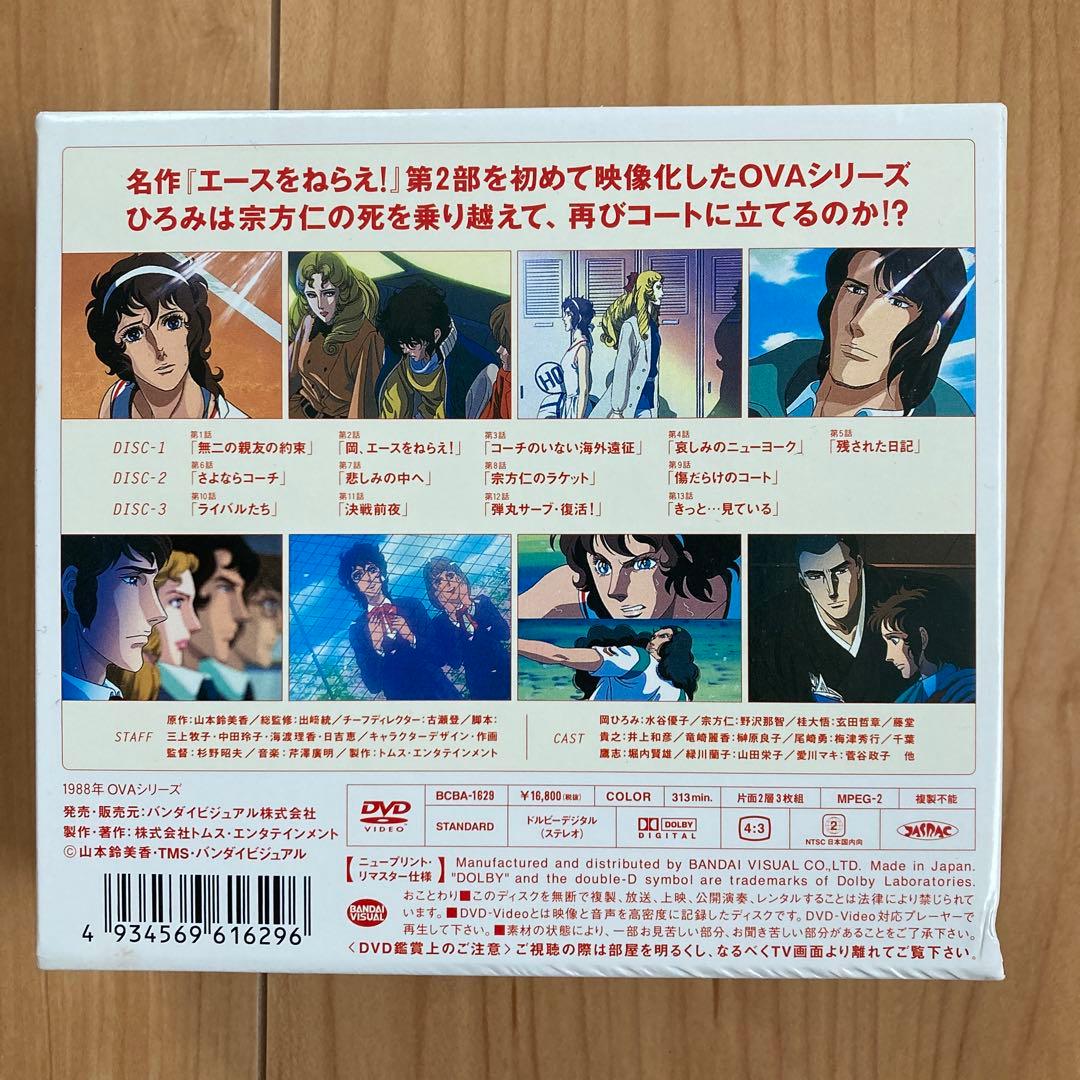 名作『エースをねらえ!』第2部を初めて映像化したOVAシリーズ
ひろみは宗方仁の死を乗り越えて、再びコートに立てるのか!?
HO
DISC-1 第1話「無二の親友の約束」 第2話「岡、エースをねらえ!」 第3話「コーチのいない海外遠征」 第4話「哀しみのニューヨーク」 第5話「残された日記」
DISC-2 第6話「さよならコーチ」 第7話「悲しみの中へ」 第8話「宗方仁のラケット」 第9話「傷だらけのコート」
DISC-3 第10話「ライバルたち」 第11話「決戦前夜」 第12話「弾丸サーブ・復活!」 第13話「きっと…見ている」
STAFF
原作:山本鈴美香/総監修:出﨑統/チーフディレクター:古瀬登/脚本:
三上牧子・中田玲子・海渡理香・日吉恵/キャラクターデザイン・作画
監督:杉野昭夫/音楽:芹澤廣明/製作:トムス・エンタテインメント
CAST
岡ひろみ:水谷優子/宗方仁:野沢那智/桂大悟:玄田哲章/藤堂
貴之:井上和彦/竜崎麗香:榊原良子/尾崎勇:梅津秀行/千葉
鷹志:堀内賢雄/緑川蘭子:山田栄子/愛川マキ:菅谷政子 他
1988年 OVAシリーズ
発売・販売元:バンダイビジュアル株式会社
製作・著作:株式会社トムス・エンタテインメント
©山本鈴美香・TMS・バンダイビジュアル
4 934569 616296
DVD VIDEO
BCBA-1629 ¥16,800(税抜) COLOR 313min. 片面2層3枚組 MPEG-2 複製不能
STANDARD ドルビーデジタル(ステレオ) DOLBY DIGITAL 4:3 2 NTSC 日本国内向 JASRAC
ニュープリント・リマスター仕様
Manufactured and distributed by BANDAI VISUAL CO.,LTD. Made in Japan.
"DOLBY" and the double-D symbol are trademarks of Dolby Laboratories.
BANDAI VISUAL
おことわり■このディスクを無断で複製、放送、上映、公開演奏、レンタルすることは法律により禁じられて
います。■DVD-Videoとは映像と音声を高密度に記録したディスクです。DVD-Video対応プレーヤーで
再生して下さい。■素材の状態により、一部お見苦しい部分、お聞き苦しい部分があることをご了承下さい。
〈DVD鑑賞上のご注意〉ご視聴の際は部屋を明るくし、なるべくTV画面より離れてご覧下さい。